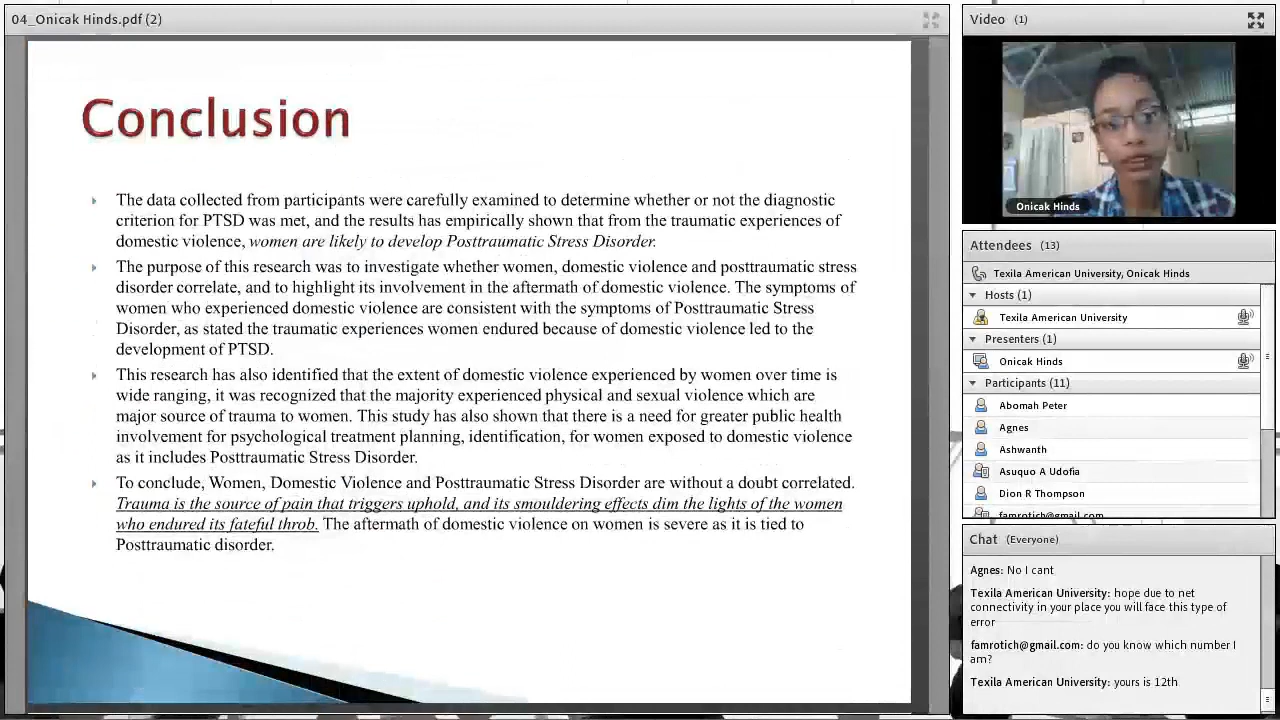 04_Onicak Hinds.pdf (2)
Conclusion
The data collected from participants were carefully examined to determine whether or not the diagnostic
criterion for PTSD was met, and the results has empirically shown that from the traumatic experiences of
domestic violence, women are likely to develop Posttraumatic Stress Disorder.
The purpose of this research was to investigate whether women, domestic violence and posttraumatic stress
disorder correlate, and to highlight its involvement in the aftermath of domestic violence. The symptoms of
women who experienced domestic violence are consistent with the symptoms of Posttraumatic Stress
Disorder, as stated the traumatic experiences women endured because of domestic violence led to the
development of PTSD.
This research has also identified that the extent of domestic violence experienced by women over time is
wide ranging, it was recognized that the majority experienced physical and sexual violence which are
major source of trauma to women. This study has also shown that there is a need for greater public health
involvement for psychological treatment planning, identification, for women exposed to domestic violence
as it includes Posttraumatic Stress Disorder.
To conclude, Women, Domestic Violence and Posttraumatic Stress Disorder are without a doubt correlated.
Trauma is the source of pain that triggers uphold, and its smouldering effects dim the lights of the women
who endured its fateful throb. The aftermath of domestic violence on women is severe as it is tied to
Posttraumatic disorder.
Video (1)
Onicak Hinds
Attendees (13)
Texila American University, Onicak Hinds
Hosts (1)
Texila American University
Presenters (1)
Onicak Hinds
Participants (11)
Abomah Peter
Agnes
Ashwanth
Asuquo A Udofia
Dion R Thompson
famrotich@gmail.com
Chat (Everyone)
Agnes: No I cant
Texila American University: hope due to net
connectivity in your place you will face this type of
error
famrotich@gmail.com: do you know which number I
am?
Texila American University: yours is 12th